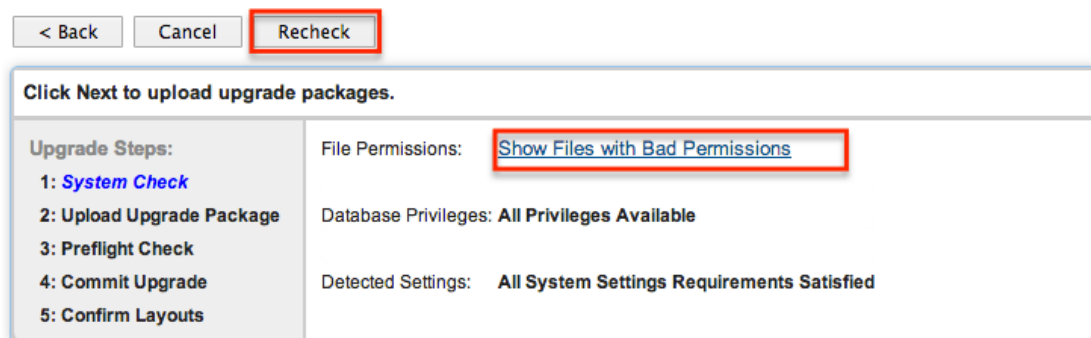 < Back Cancel Recheck
Click Next to upload upgrade packages.
Upgrade Steps:
1: System Check
2: Upload Upgrade Package
3: Preflight Check
4: Commit Upgrade
5: Confirm Layouts
File Permissions: Show Files with Bad Permissions
Database Privileges: All Privileges Available
Detected Settings: All System Settings Requirements Satisfied